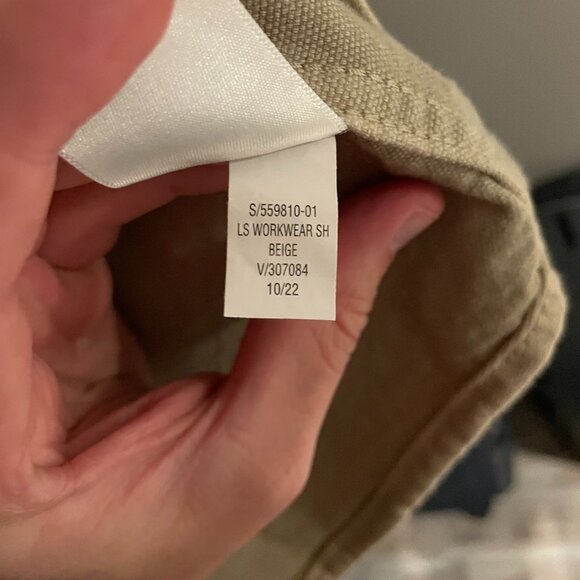 S/559810-01
LS WORKWEAR SH
BEIGE
V/307084
10/22